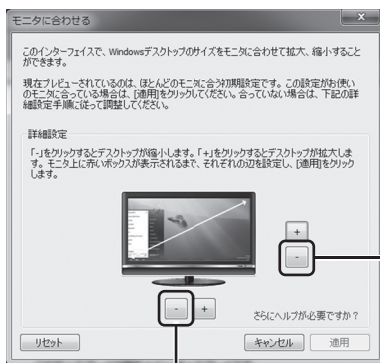 モニタに合わせる
このインターフェイスで、Windowsデスクトップのサイズをモニタに合わせて拡大、縮小すること
ができます。
現在プレビューされているのは、ほとんどのモニタに合う初期設定です。この設定がお使い
のモニタに合っている場合は、[適用]をクリックしてください。合っていない場合は、下記の詳
細設定手順に従って調整してください。
詳細設定
「-」をクリックするとデスクトップが縮小します。「+」をクリックするとデスクトップが拡大しま
す。モニタ上に赤いボックスが表示されるまで、それぞれの辺を設定し、[適用]をクリック
します。
+
-
- +
さらにヘルプが必要ですか?
リセット キャンセル 適用